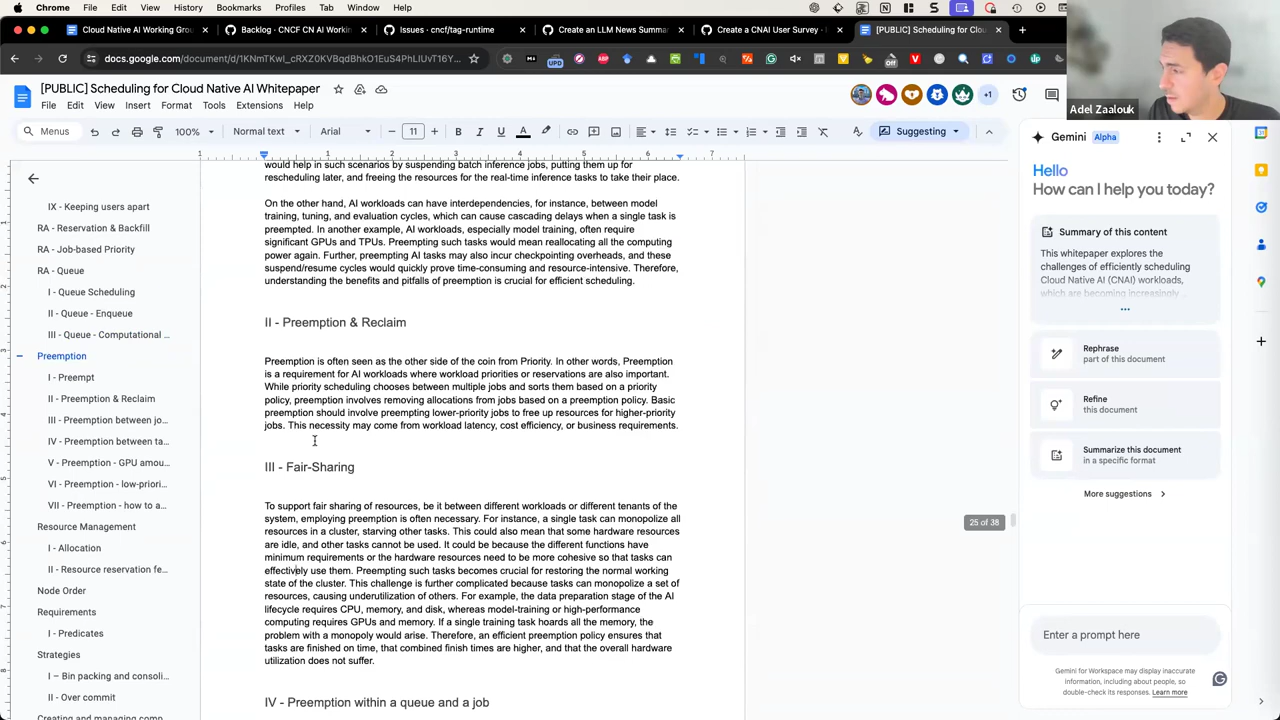 Chrome File Edit View History Bookmarks Profiles Tab Window Help
Cloud Native AI Working Gro
Backlog · CNCF CNAI Workin
Issues · cncf/tag-runtime
Create an LLM News Summa
Create a CNAI User Survey ·
[PUBLIC] Scheduling for Clo
docs.google.com/document/d/1KNmTKwI_cRXZ0KVBqdBhkO1EuS4PhLIUvT16Y...
[PUBLIC] Scheduling for Cloud Native AI Whitepaper
File Edit View Insert Format Tools Extensions Help
+1
Menus
100%
Normal text
Arial
11
Suggesting
Adel Zaalouk
IX - Keeping users apart
RA - Reservation & Backfill
RA - Job-based Priority
RA - Queue
I - Queue Scheduling
II - Queue - Enqueue
III - Queue - Computational ...
Preemption
I - Preempt
II - Preemption & Reclaim
III - Preemption between jo...
IV - Preemption between ta...
V - Preemption - GPU amou...
VI - Preemption - low-priori...
VII - Preemption - how to a...
Resource Management
I - Allocation
II - Resource reservation fe...
Node Order
Requirements
I - Predicates
Strategies
I – Bin packing and consoli...
II - Over commit
Creating and managing comp
1 1 2 3 4 5 6 7
would help in such scenarios by suspending batch inference jobs, putting them up for
rescheduling later, and freeing the resources for the real-time inference tasks to take their place.
On the other hand, AI workloads can have interdependencies, for instance, between model
training, tuning, and evaluation cycles, which can cause cascading delays when a single task is
preempted. In another example, AI workloads, especially model training, often require
significant GPUs and TPUs. Preempting such tasks would mean reallocating all the computing
power again. Further, preempting AI tasks may also incur checkpointing overheads, and these
suspend/resume cycles would quickly prove time-consuming and resource-intensive. Therefore,
understanding the benefits and pitfalls of preemption is crucial for efficient scheduling.
II - Preemption & Reclaim
Preemption is often seen as the other side of the coin from Priority. In other words, Preemption
is a requirement for AI workloads where workload priorities or reservations are also important.
While priority scheduling chooses between multiple jobs and sorts them based on a priority
policy, preemption involves removing allocations from jobs based on a preemption policy. Basic
preemption should involve preempting lower-priority jobs to free up resources for higher-priority
jobs. This necessity may come from workload latency, cost efficiency, or business requirements.
III - Fair-Sharing
To support fair sharing of resources, be it between different workloads or different tenants of the
system, employing preemption is often necessary. For instance, a single task can monopolize all
resources in a cluster, starving other tasks. This could also mean that some hardware resources
are idle, and other tasks cannot be used. It could be because the different functions have
minimum requirements or the hardware resources need to be more cohesive so that tasks can
effectively use them. Preempting such tasks becomes crucial for restoring the normal working
state of the cluster. This challenge is further complicated because tasks can monopolize a set of
resources, causing underutilization of others. For example, the data preparation stage of the AI
lifecycle requires CPU, memory, and disk, whereas model-training or high-performance
computing requires GPUs and memory. If a single training task hoards all the memory, the
problem with a monopoly would arise. Therefore, an efficient preemption policy ensures that
tasks are finished on time, that combined finish times are higher, and that the overall hardware
utilization does not suffer.
IV - Preemption within a queue and a job
25 of 38
Gemini Alpha
Hello
How can I help you today?
Summary of this content
This whitepaper explores the
challenges of efficiently scheduling
Cloud Native AI (CNAI) workloads,
which are becoming increasingly
...
Rephrase
part of this document
Refine
this document
Summarize this document
in a specific format
More suggestions
Enter a prompt here
Gemini for Workspace may display inaccurate
information, including about people, so
double-check its responses. Learn more